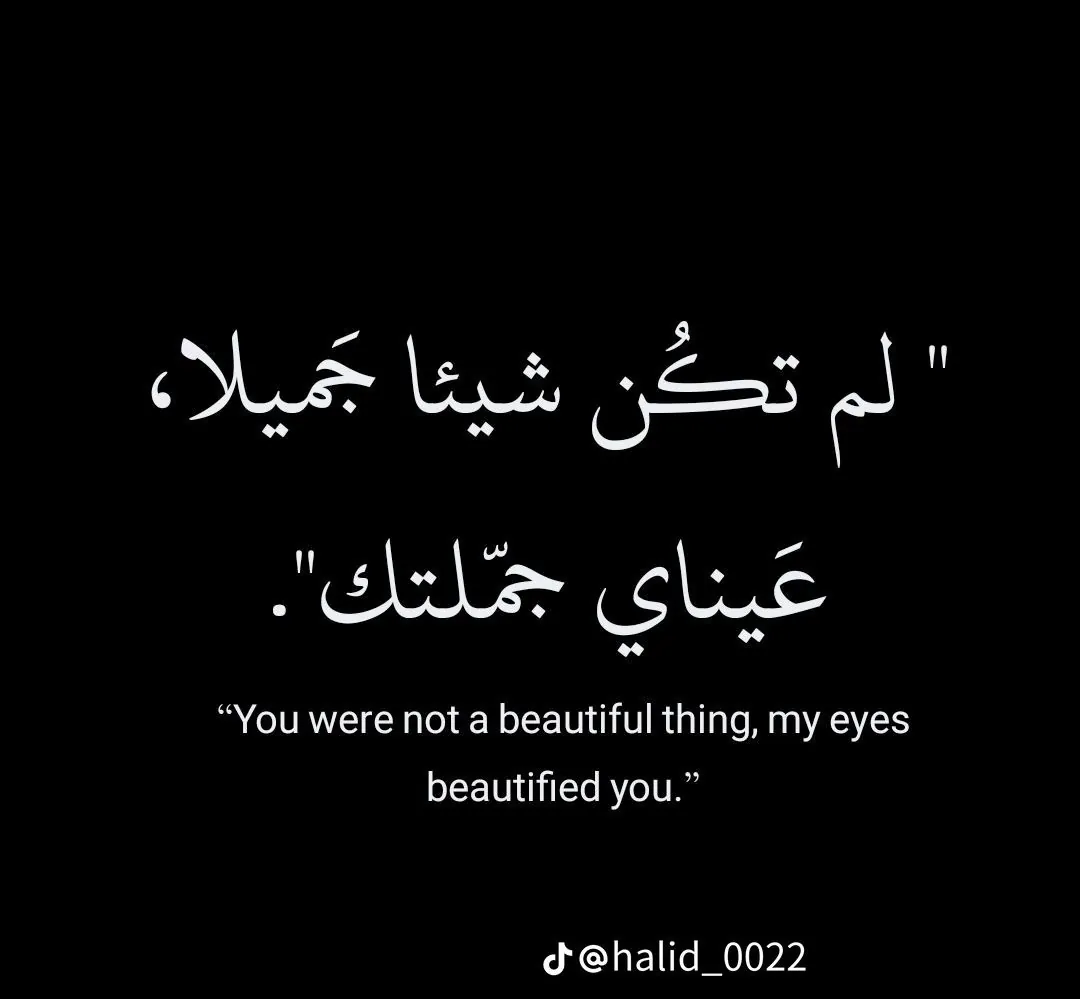 " لم تكُن شيئا جَميلا،
عَيناي جمّلتك".
“You were not a beautiful thing, my eyes
beautified you.”
@halid_0022